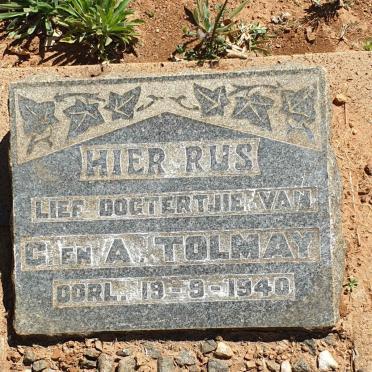 HIER RUS
LIEF DOGTERTJIE VAN
C. EN A. TOLMAY
OORL. 19-9-1940